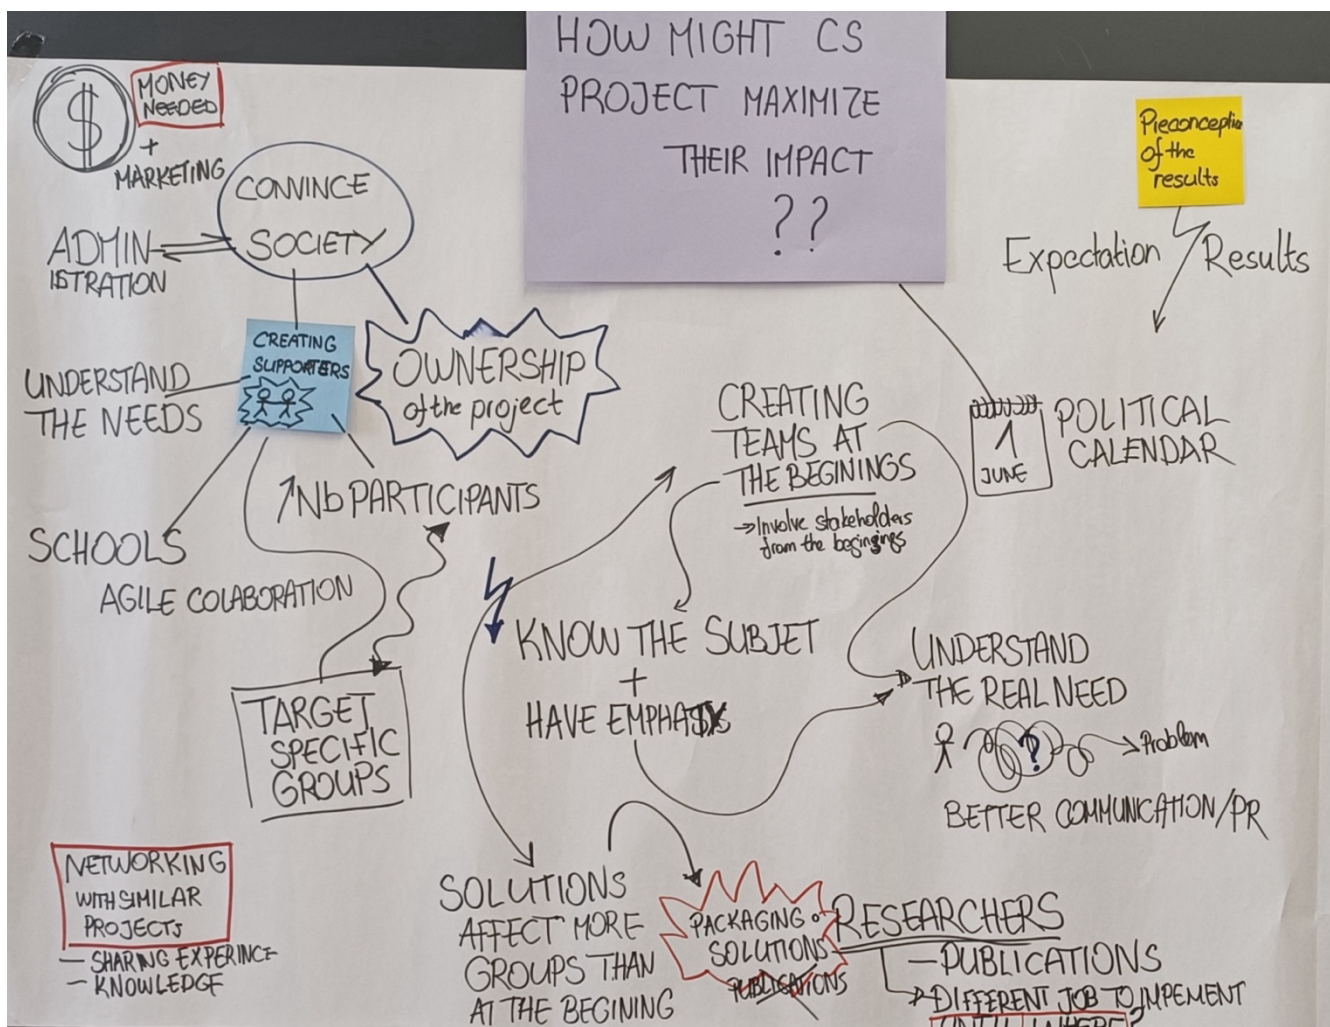 HOW MIGHT CS
PROJECT MAXIMIZE
THEIR IMPACT
??
$
MONEY
NEEDED
+
MARKETING
CONVINCE
SOCIETY
ADMIN
ISTRATION
CREATING
SUPPORTERS
OWNERSHIP
of the project
UNDERSTAND
THE NEEDS
↗Nb PARTICIPANTS
SCHOOLS
AGILE COLABORATION
TARGET
SPECIFIC
GROUPS
NETWORKING
WITH SIMILAR
PROJECTS
- SHARING EXPERINCE
- KNOWLEDGE
Preconception
of the
results
Expectation
Results
1
JUNE
POLITICAL
CALENDAR
CREATING
TEAMS AT
THE BEGININGS
→ Involve stakeholders
from the beginings
KNOW THE SUBJET
+
HAVE
UNDERSTAND
THE REAL NEED
? → Problem
BETTER COMMUNICATION/PR
SOLUTIONS
AFFECT MORE
GROUPS THAN
AT THE BEGINING
PACKAGING
SOLUTIONS
PUBLICATIONS
RESEARCHERS
- PUBLICATIONS
→ DIFFERENT JOB TO IMPEMENT
UNTIL WHERE?